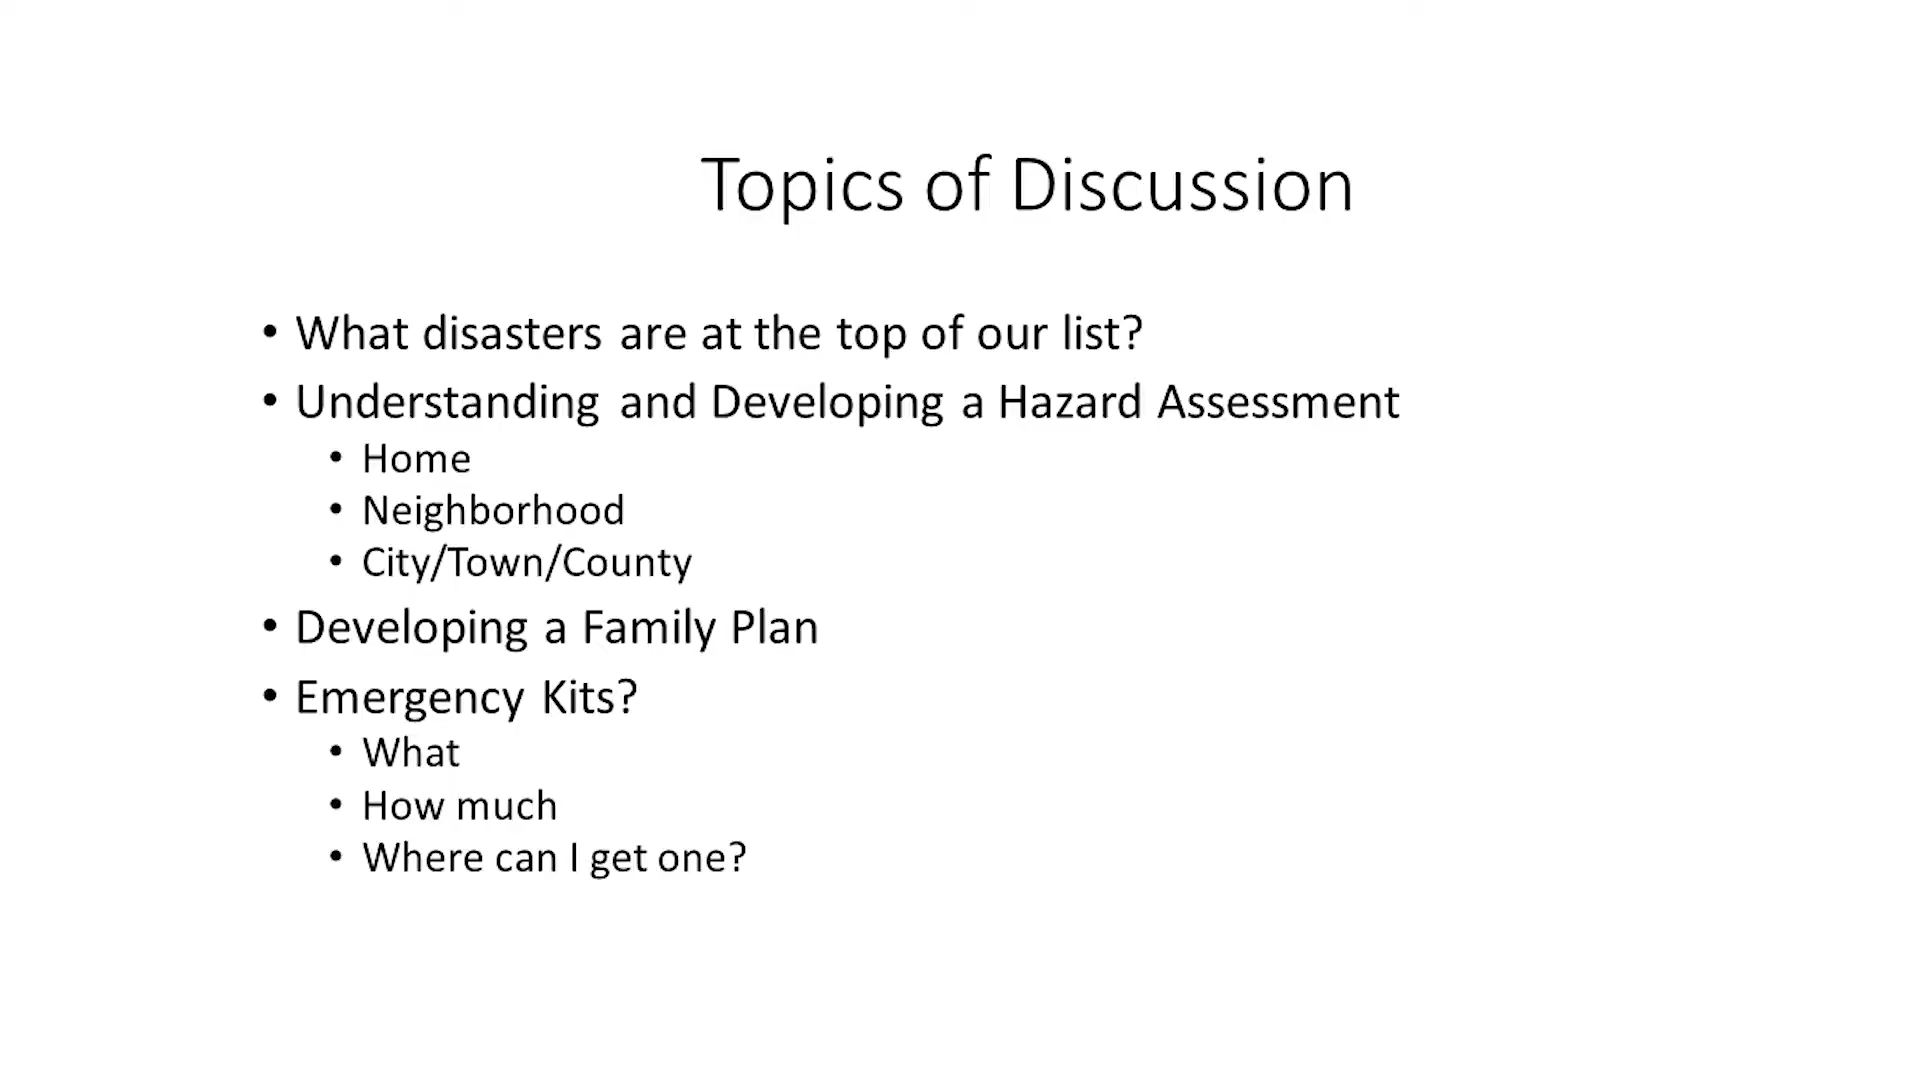 Topics of Discussion
• What disasters are at the top of our list?
• Understanding and Developing a Hazard Assessment
• Home
• Neighborhood
• City/Town/County
• Developing a Family Plan
• Emergency Kits?
• What
• How much
• Where can I get one?